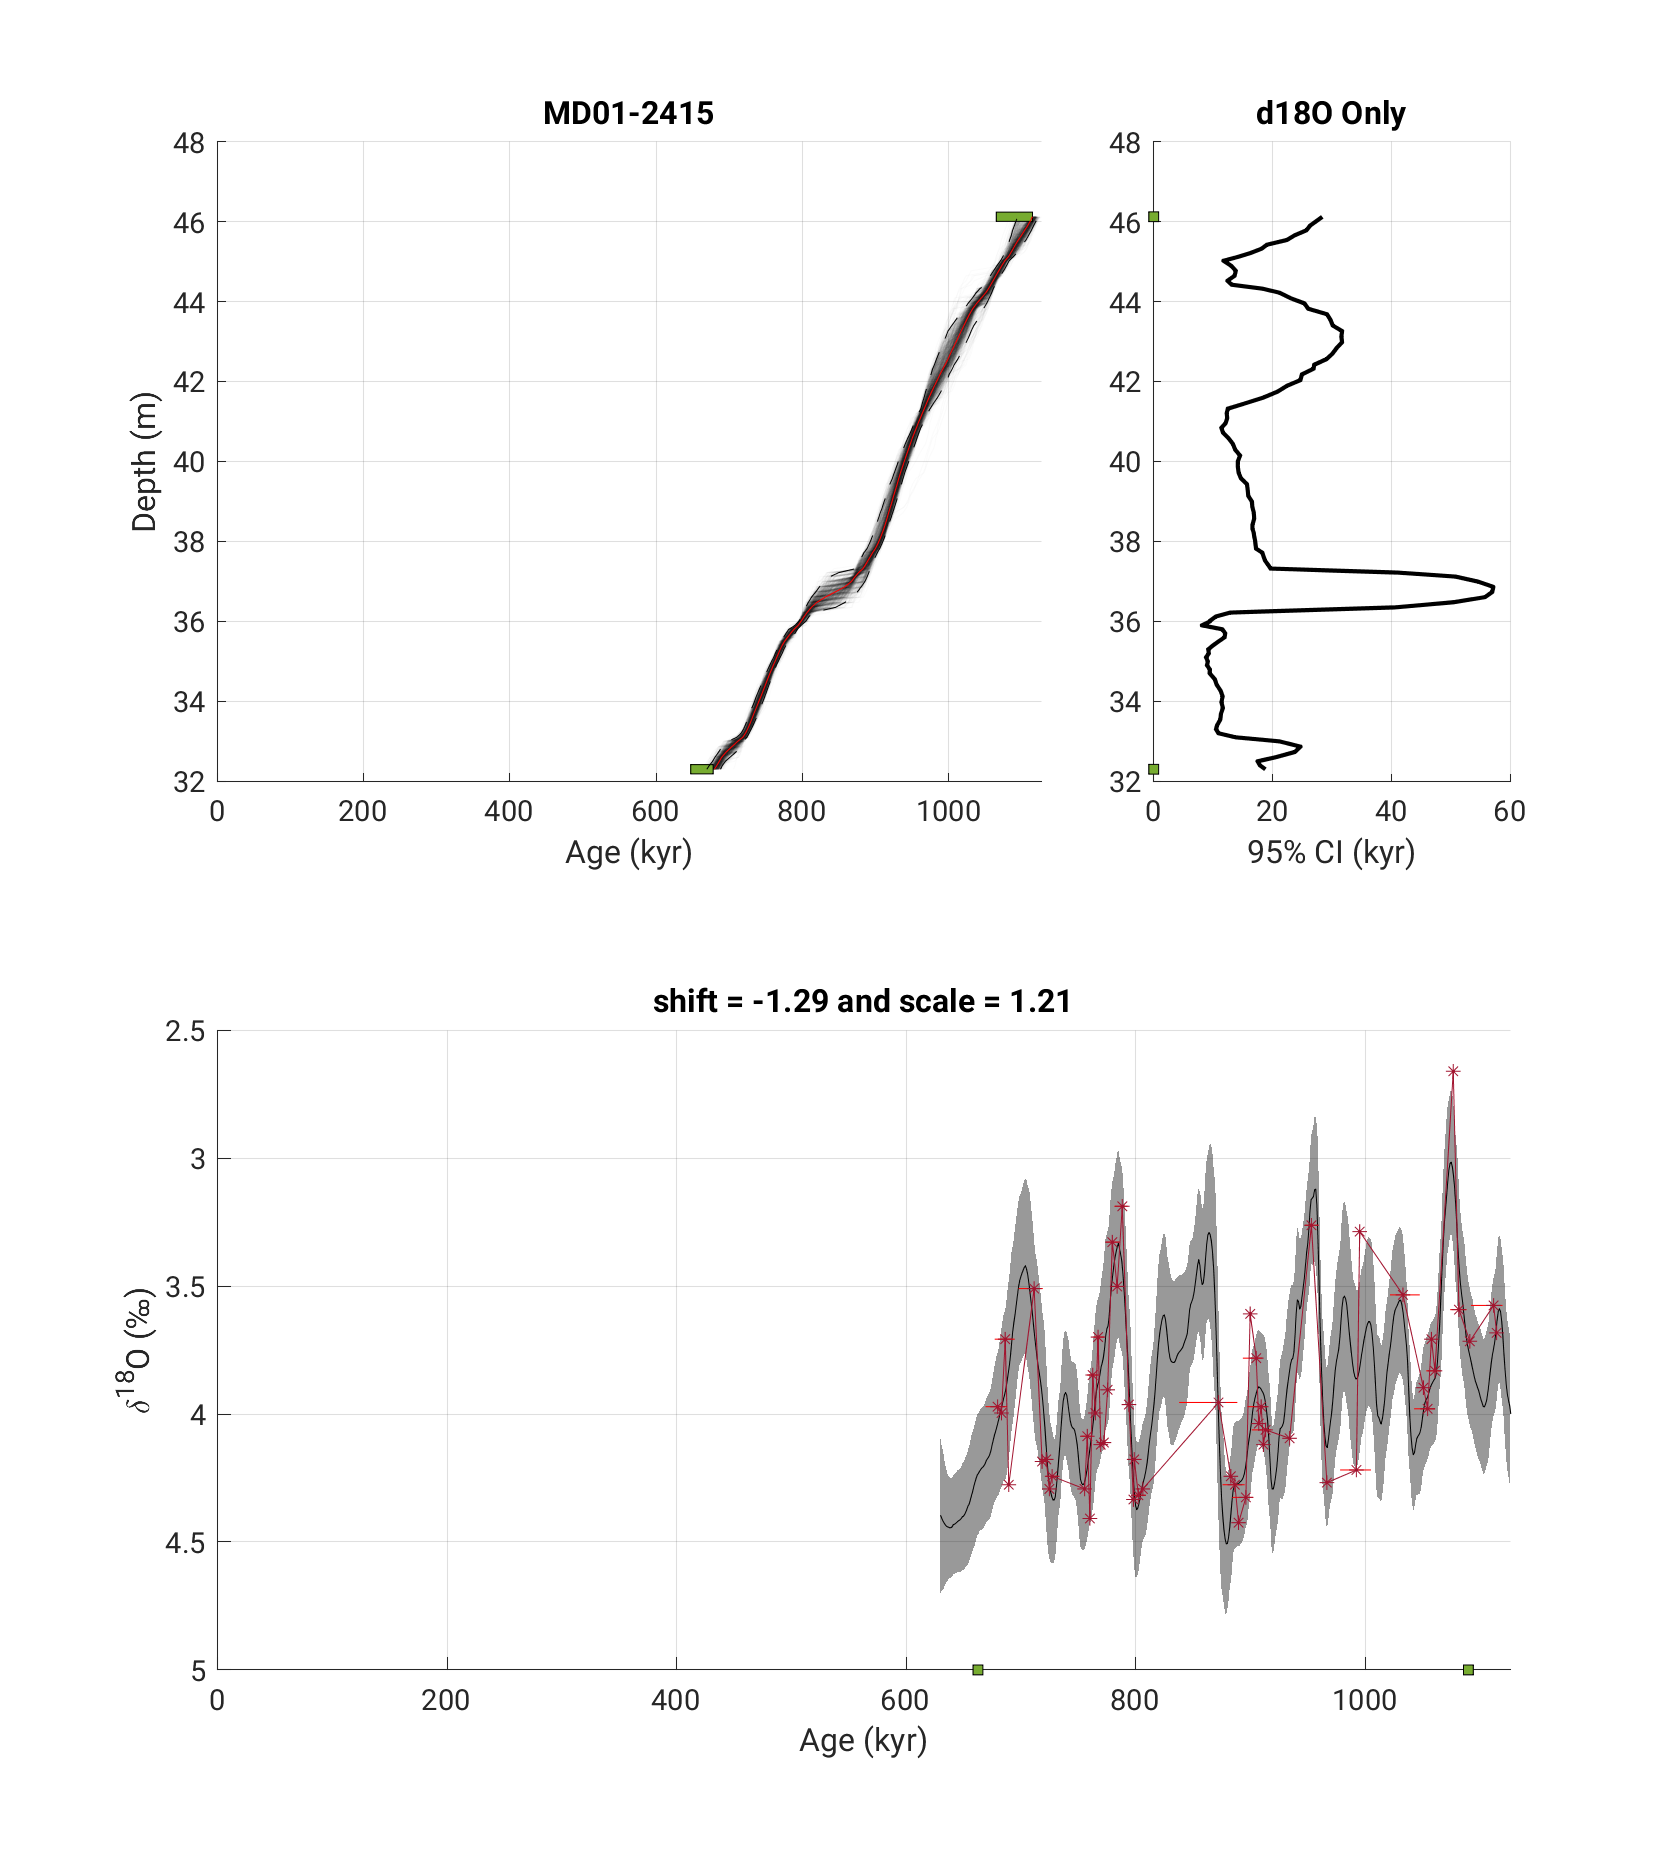 MD01-2415
48
46
44
42
40
38
36
34
32
Depth (m)
0 200 400 600 800 1000
Age (kyr)
d18O Only
48
46
44
42
40
38
36
34
32
0 20 40 60
95% CI (kyr)
shift = -1.29 and scale = 1.21
2.5
3
3.5
4
4.5
5
δ18O (‰)
0 200 400 600 800 1000
Age (kyr)